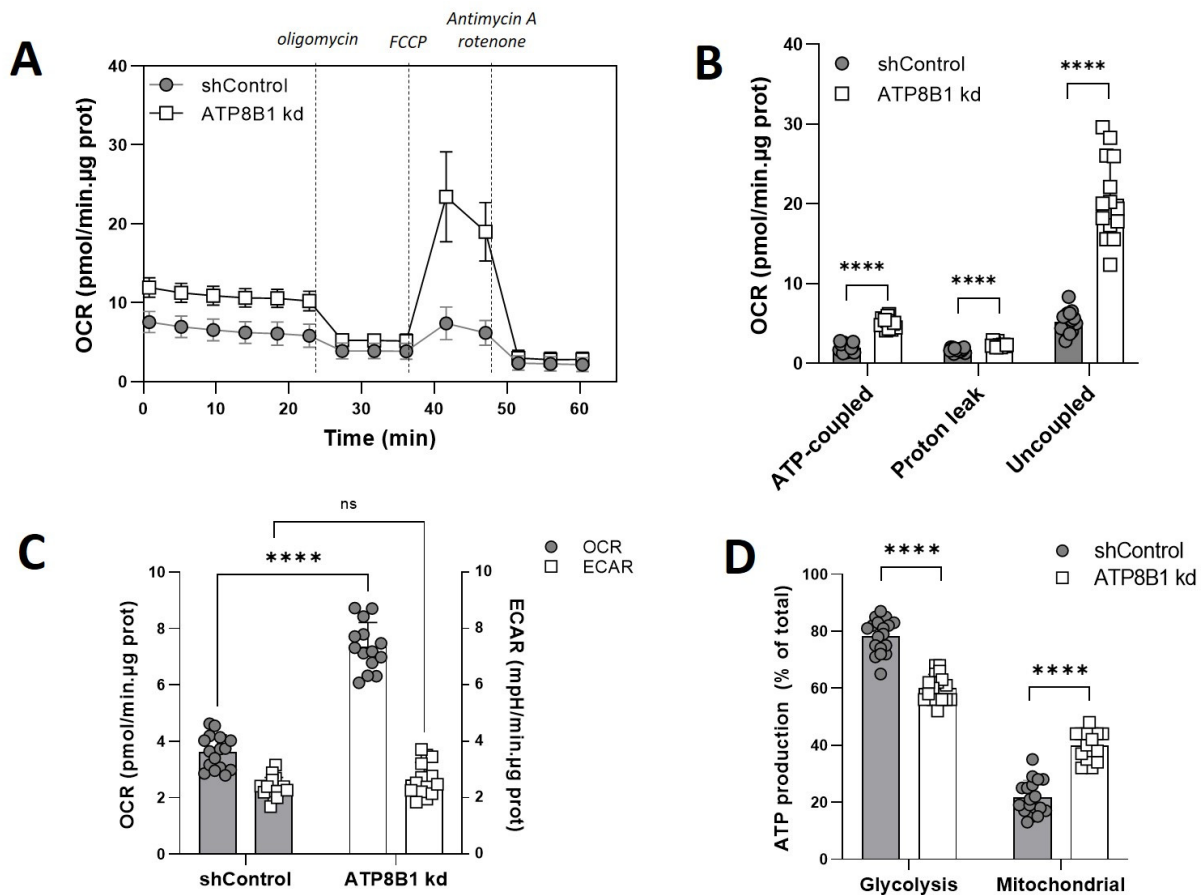 A
oligomycin
FCCP
Antimycin A
rotenone
shControl
ATP8B1 kd
OCR (pmol/min.µg prot)
40
30
20
10
0
0 10 20 30 40 50 60
Time (min)
B
shControl
ATP8B1 kd
OCR (pmol/min.µg prot)
40
30
20
10
0
****
****
****
ATP-coupled
Proton leak
Uncoupled
C
ns
****
OCR
ECAR
OCR (pmol/min.µg prot)
10
8
6
4
2
0
ECAR (mpH/min.µg prot)
10
8
6
4
2
0
shControl
ATP8B1 kd
D
shControl
ATP8B1 kd
****
****
ATP production (% of total)
100
80
60
40
20
0
Glycolysis
Mitochondrial